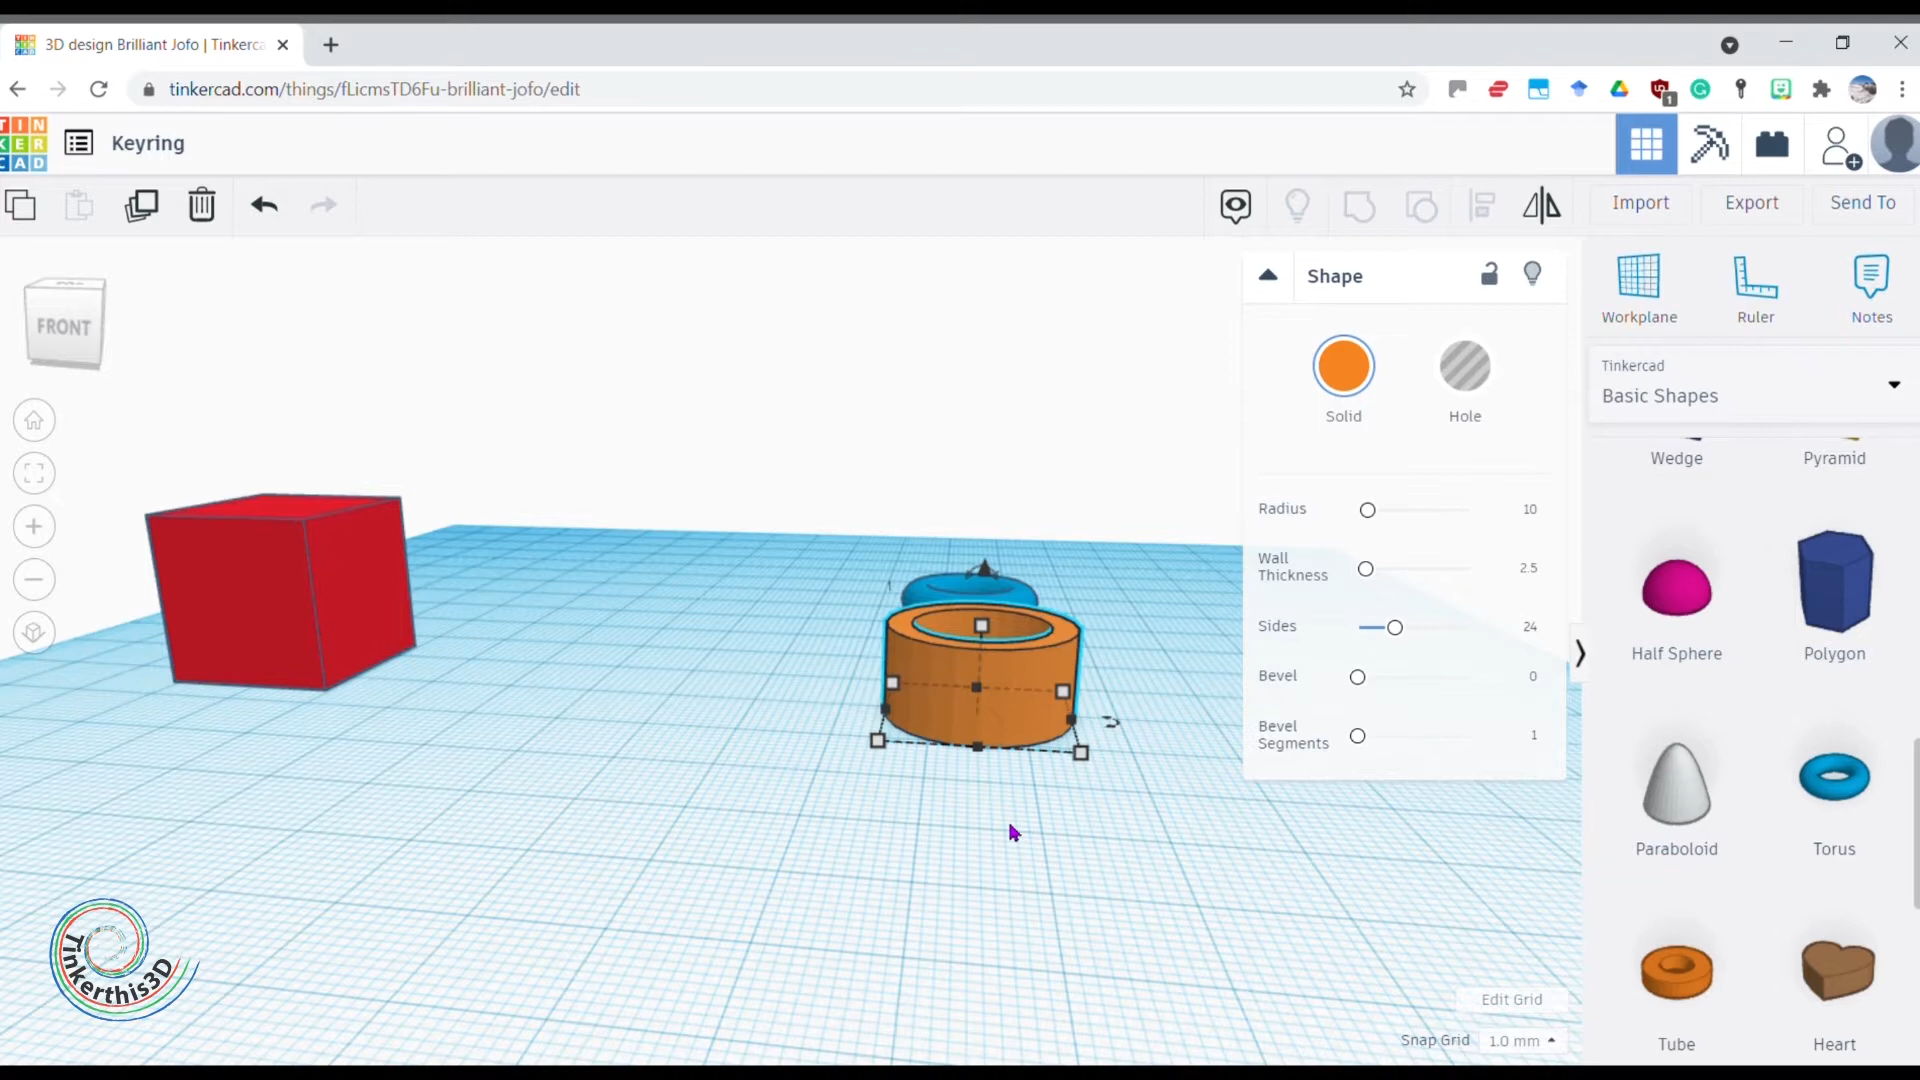 3D design Brilliant Jofo | Tinkerca
tinkercad.com/things/fLicmsTD6Fu-brilliant-jofo/edit
1
TIN
KER
CAD
Keyring
Import
Export
Send To
FRONT
Shape
Solid
Hole
Radius
10
Wall
Thickness
2.5
Sides
24
Bevel
0
Bevel
Segments
1
Workplane
Ruler
Notes
Tinkercad
Basic Shapes
Wedge
Pyramid
Half Sphere
Polygon
Paraboloid
Torus
Tube
Heart
Edit Grid
Snap Grid
1.0 mm
Tinkerthis3D